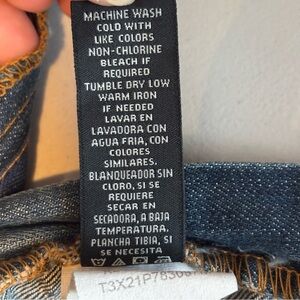 MACHINE WASH
COLD WITH
LIKE COLORS
NON-CHLORINE
BLEACH IF
REQUIRED
TUMBLE DRY LOW
WARM IRON
IF NEEDED
LAVAR EN
LAVADORA CON
AGUA FRIA, CON
COLORES
SIMILARES.
BLANQUEADOR SIN
CLORO, SI SE
REQUIERE
SECAR EN
SECADORA, A BAJA
TEMPERATURA.
PLANCHA TIBIA, SI
SE NECESITA